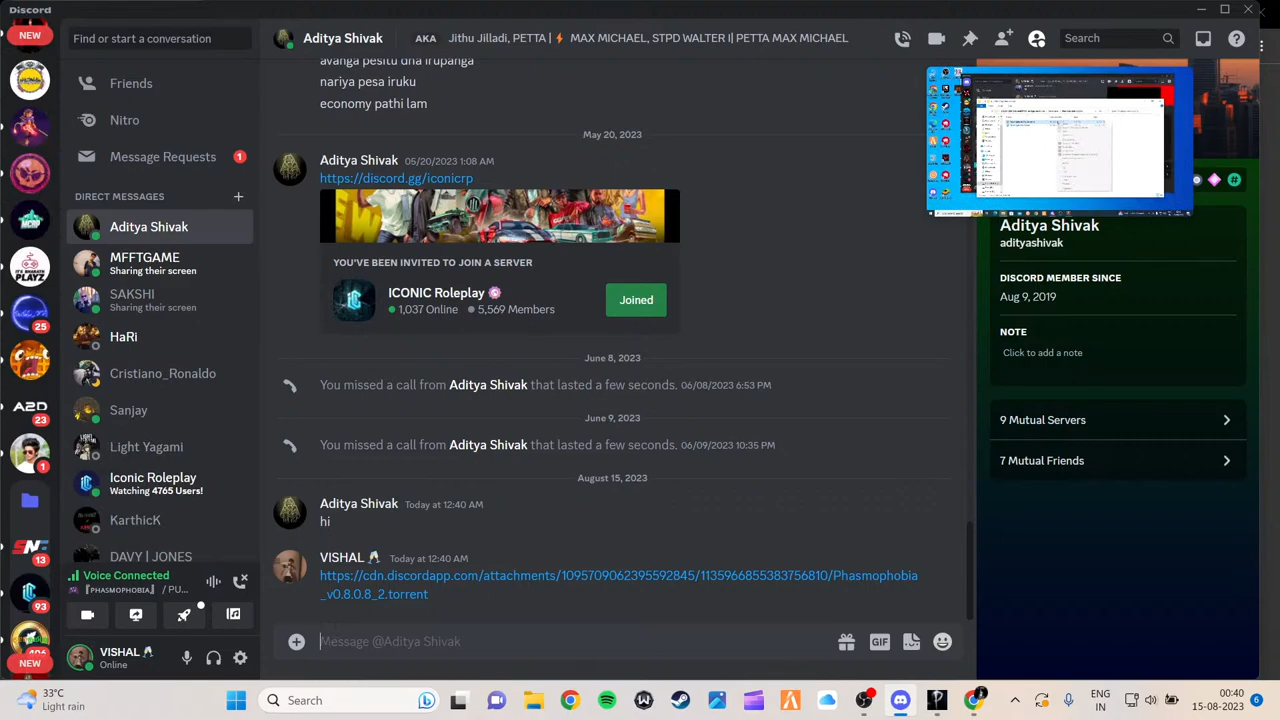 Discord
NEW
Find or start a conversation
Friends
Nitro
Message Requests
1
DIRECT MESSAGES
Aditya Shivak
MFFTGAME
Sharing their screen
SAKSHI
Sharing their screen
25
HaRi
Cristiano_Ronaldo
A2D
23
Sanjay
Light Yagami
1
Iconic Roleplay
Watching 4765 Users!
KarthicK
13
DAVY | JONES
Voice Connected
93
NEW
VISHAL
Online
Aditya Shivak
AKA Jithu Jilladi, PETTA | MAX MICHAEL, STPD WALTER II PETTA MAX MICHAEL
Search
avanga pesitu dha irupanga
nariya pesa iruku
enemy pathi lam
May 20, 2023
Aditya Shivak
https://discord.gg/iconicrp
YOU'VE BEEN INVITED TO JOIN A SERVER
ICONIC Roleplay
1,037 Online 5,569 Members
Joined
June 8, 2023
You missed a call from Aditya Shivak that lasted a few seconds. 06/08/2023 6:53 PM
June 9, 2023
You missed a call from Aditya Shivak that lasted a few seconds. 06/09/2023 10:35 PM
August 15, 2023
Aditya Shivak Today at 12:40 AM
hi
VISHAL Today at 12:40 AM
https://cdn.discordapp.com/attachments/1095709062395592845/1135966855383756810/Phasmophobia
_v0.8.0.8_2.torrent
Message @Aditya Shivak
GIF
Aditya Shivak
adityashivak
DISCORD MEMBER SINCE
Aug 9, 2019
NOTE
Click to add a note
9 Mutual Servers
7 Mutual Friends
33°C
Light rain
Search
ENG
IN
00:40
15-08-2023
6